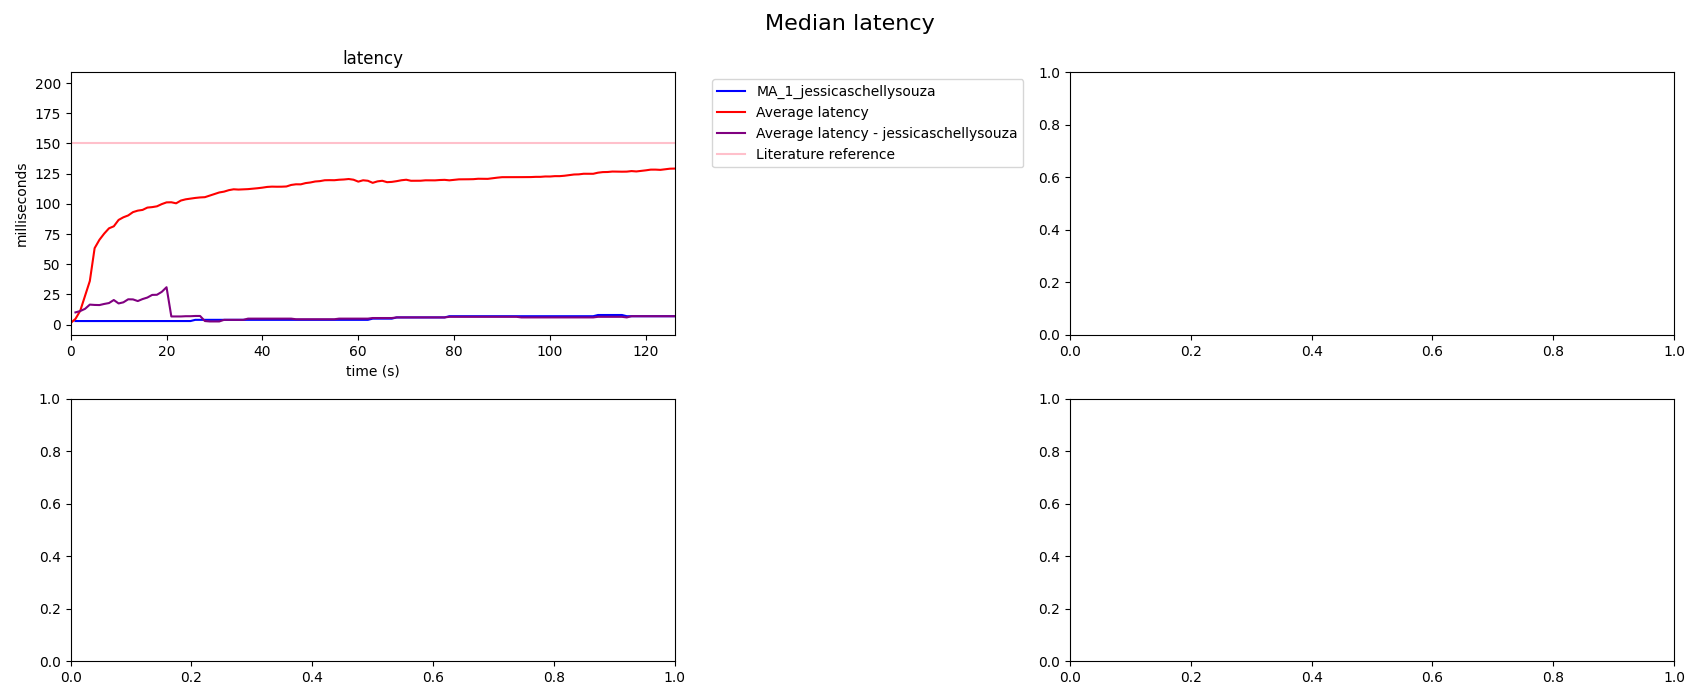 Median latency
latency
milliseconds
200
175
150
125
100
75
50
25
0
0 20 40 60 80 100 120
time (s)
MA_1_jessicaschellysouza
Average latency
Average latency - jessicaschellysouza
Literature reference
1.0
0.8
0.6
0.4
0.2
0.0
0.0 0.2 0.4 0.6 0.8 1.0
1.0
0.8
0.6
0.4
0.2
0.0
0.0 0.2 0.4 0.6 0.8 1.0
1.0
0.8
0.6
0.4
0.2
0.0
0.0 0.2 0.4 0.6 0.8 1.0